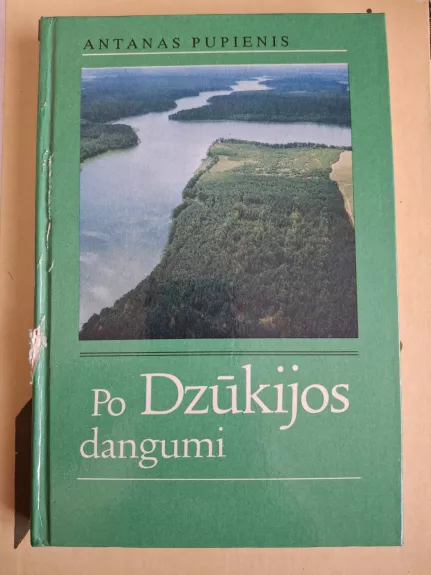 ANTANAS PUPIENIS
Po Dzūkijos
dangumi